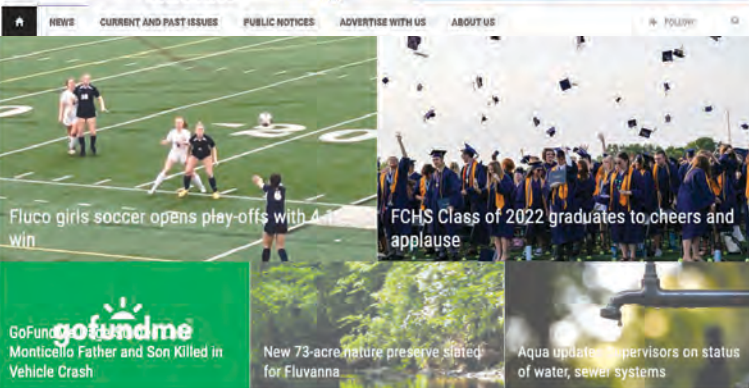 NEWS CURRENT AND PAST ISSUES PUBLIC NOTICES ADVERTISE WITH US ABOUT US FOLLOW
Fluco girls soccer opens play-offs with 4-1
win
FCHS Class of 2022 graduates to cheers and
applause
gofundme
Monticello Father and Son Killed in
Vehicle Crash
New 73-acre nature preserve slated
for Fluvanna
Aqua updates supervisors on status
of water, sewer systems